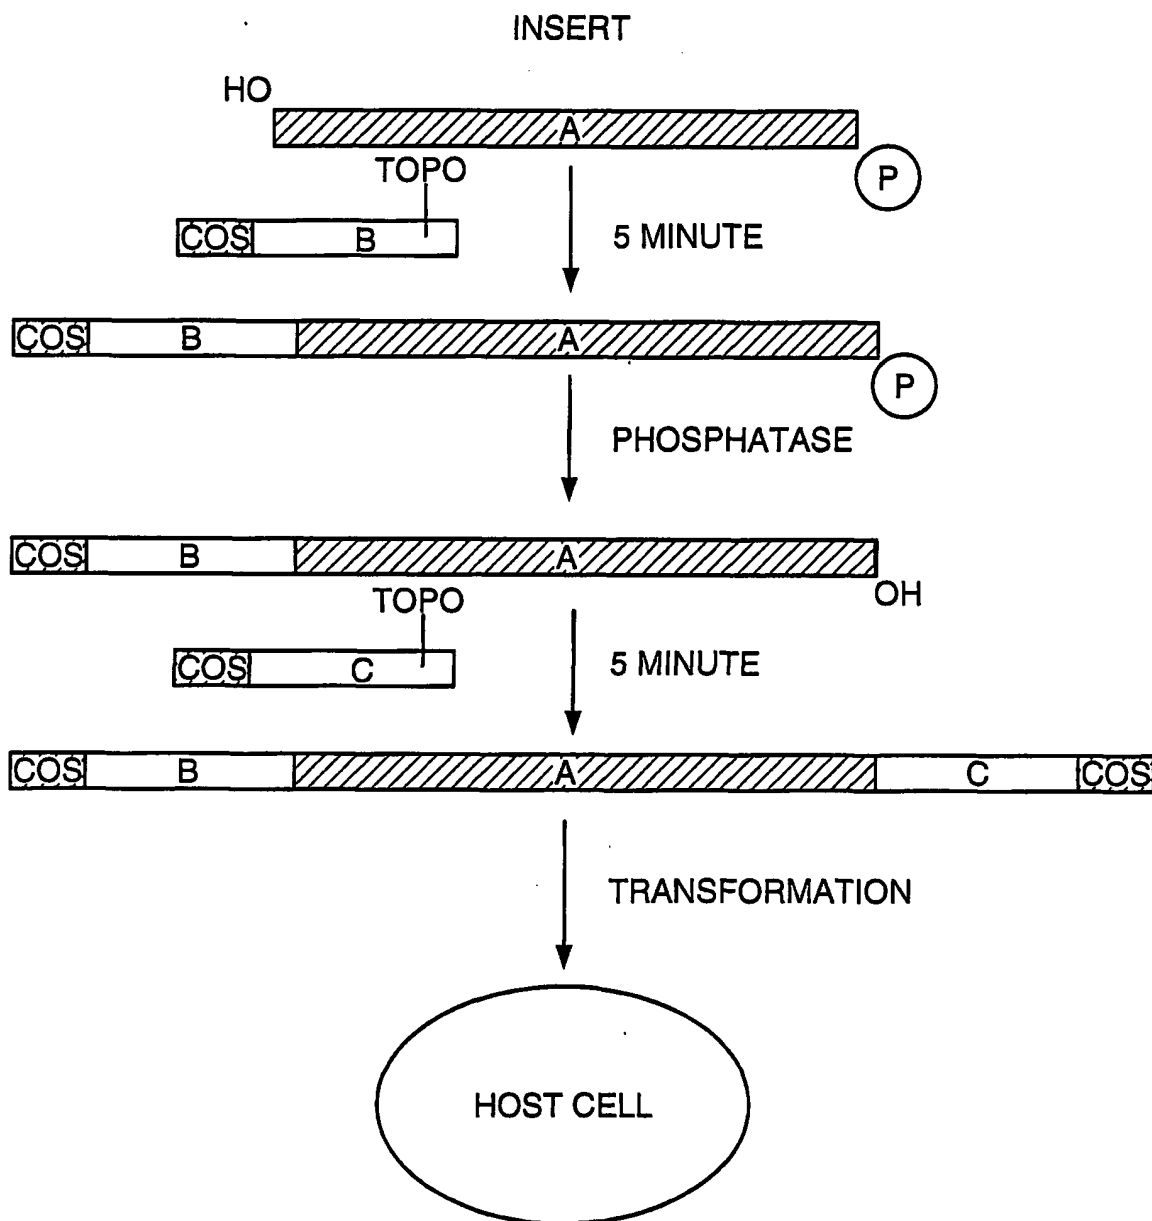 INSERT
HO
A
TOPO
P
COS B
5 MINUTE
COS B A
P
PHOSPHATASE
COS B A
OH
TOPO
COS C
5 MINUTE
COS B A C COS
TRANSFORMATION
HOST CELL